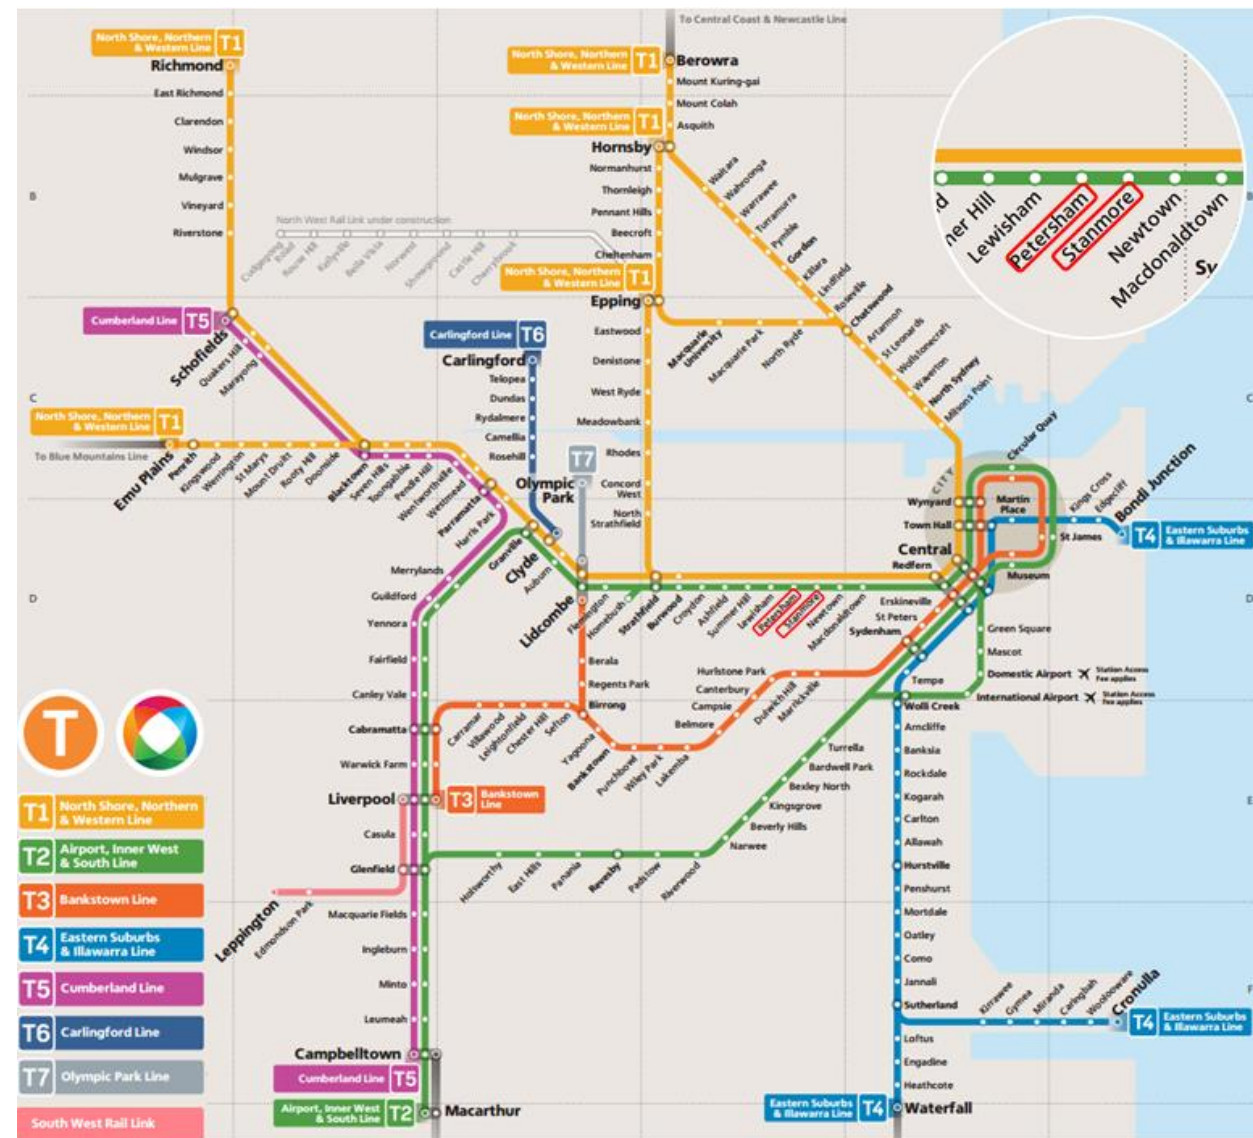 To Central Coast & Newcastle Line
North Shore, Northern
& Western Line
T1
Richmond
East Richmond
Clarendon
Windsor
Mulgrave
Vineyard
Riverstone
North Shore, Northern
& Western Line
T1
Berowra
Mount Kuring-gai
Mount Colah
Asquith
North Shore, Northern
& Western Line
T1
Hornsby
Normanhurst
Thornleigh
Pennant Hills
Beecroft
Cheltenham
North Shore, Northern
& Western Line
T1
Epping
Waitara
Wahroonga
Warrawee
Turramurra
Pymble
Gordon
Killara
Lindfield
Roseville
Chatswood
Artarmon
St Leonards
Wollstonecraft
Waverton
North Sydney
Milsons Point
d
ner Hill
Lewisham
Petersham
Stanmore
Newtown
Macdonaldtown
Sy
B
North West Rail Link under construction
Cudgegong
Road
Rouse Hill
Kellyville
Bella Vista
Norwest
Showground
Castle Hill
Cherrybrook
Cumberland Line
T5
Schofields
Quakers Hill
Marayong
Carlingford Line
T6
Carlingford
Telopea
Dundas
Rydalmere
Camellia
Rosehill
Eastwood
Denistone
West Ryde
Meadowbank
Rhodes
Concord
West
North
Strathfield
Macquarie
University
Macquarie Park
North Ryde
C
C
North Shore, Northern
& Western Line
T1
To Blue Mountains Line
Emu Plains
Penrith
Kingswood
Werrington
St Marys
Mount Druitt
Rooty Hill
Doonside
Blacktown
Seven Hills
Toongabbie
Pendle Hill
Wentworthville
Westmead
Parramatta
Harris Park
Granville
Clyde
Auburn
T7
Olympic
Park
Lidcombe
Flemington
Homebush
Strathfield
Burwood
Croydon
Ashfield
Summer Hill
Lewisham
Petersham
Stanmore
Newtown
Macdonaldtown
CITY
Circular Quay
Wynyard
Martin
Place
Town Hall
St James
Central
Redfern
Museum
Kings Cross
Edgecliff
Bondi Junction
T4
Eastern Suburbs
& Illawarra Line
D
D
Merrylands
Guildford
Yennora
Fairfield
Canley Vale
Cabramatta
Warwick Farm
Liverpool
Casula
Glenfield
Macquarie Fields
Ingleburn
Minto
Leumeah
Campbelltown
Cumberland Line
T5
Airport, Inner West
& South Line
T2
Macarthur
Berala
Regents Park
Birrong
Carramar
Villawood
Leightonfield
Chester Hill
Sefton
Yagoona
Bankstown
Punchbowl
Wiley Park
Lakemba
Belmore
Campsie
Canterbury
Hurlstone Park
Dulwich Hill
Marrickville
Erskineville
St Peters
Sydenham
Tempe
Green Square
Mascot
Domestic Airport
Station Access
Fee applies
International Airport
Station Access
Fee applies
Wolli Creek
Arncliffe
Banksia
Rockdale
Kogarah
Carlton
Allawah
Hurstville
Penshurst
Mortdale
Oatley
Como
Jannali
Sutherland
Loftus
Engadine
Heathcote
Waterfall
Eastern Suburbs
& Illawarra Line
T4
Kirrawee
Gymea
Miranda
Caringbah
Woolooware
Cronulla
T4
Eastern Suburbs
& Illawarra Line
T3
Bankstown
Line
Turrella
Bardwell Park
Bexley North
Kingsgrove
Beverly Hills
Narwee
Riverwood
Padstow
Revesby
Panania
East Hills
Holsworthy
Leppington
Edmondson Park
E
F
T
T1
North Shore, Northern
& Western Line
T2
Airport, Inner West
& South Line
T3
Bankstown Line
T4
Eastern Suburbs
& Illawarra Line
T5
Cumberland Line
T6
Carlingford Line
T7
Olympic Park Line
South West Rail Link